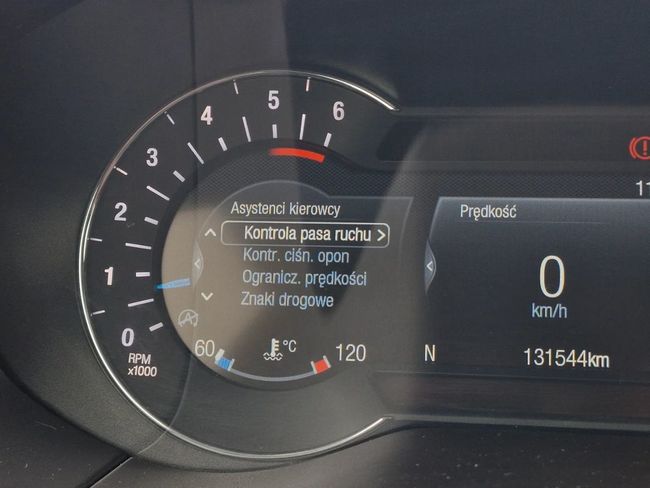 6
5
4
3
2
1
0
RPM
x1000
Asystenci kierowcy
Kontrola pasa ruchu >
Kontr. ciśn. opon
Ogranicz. prędkości
Znaki drogowe
60
°C
120
11
Prędkość
0
km/h
N
131544km